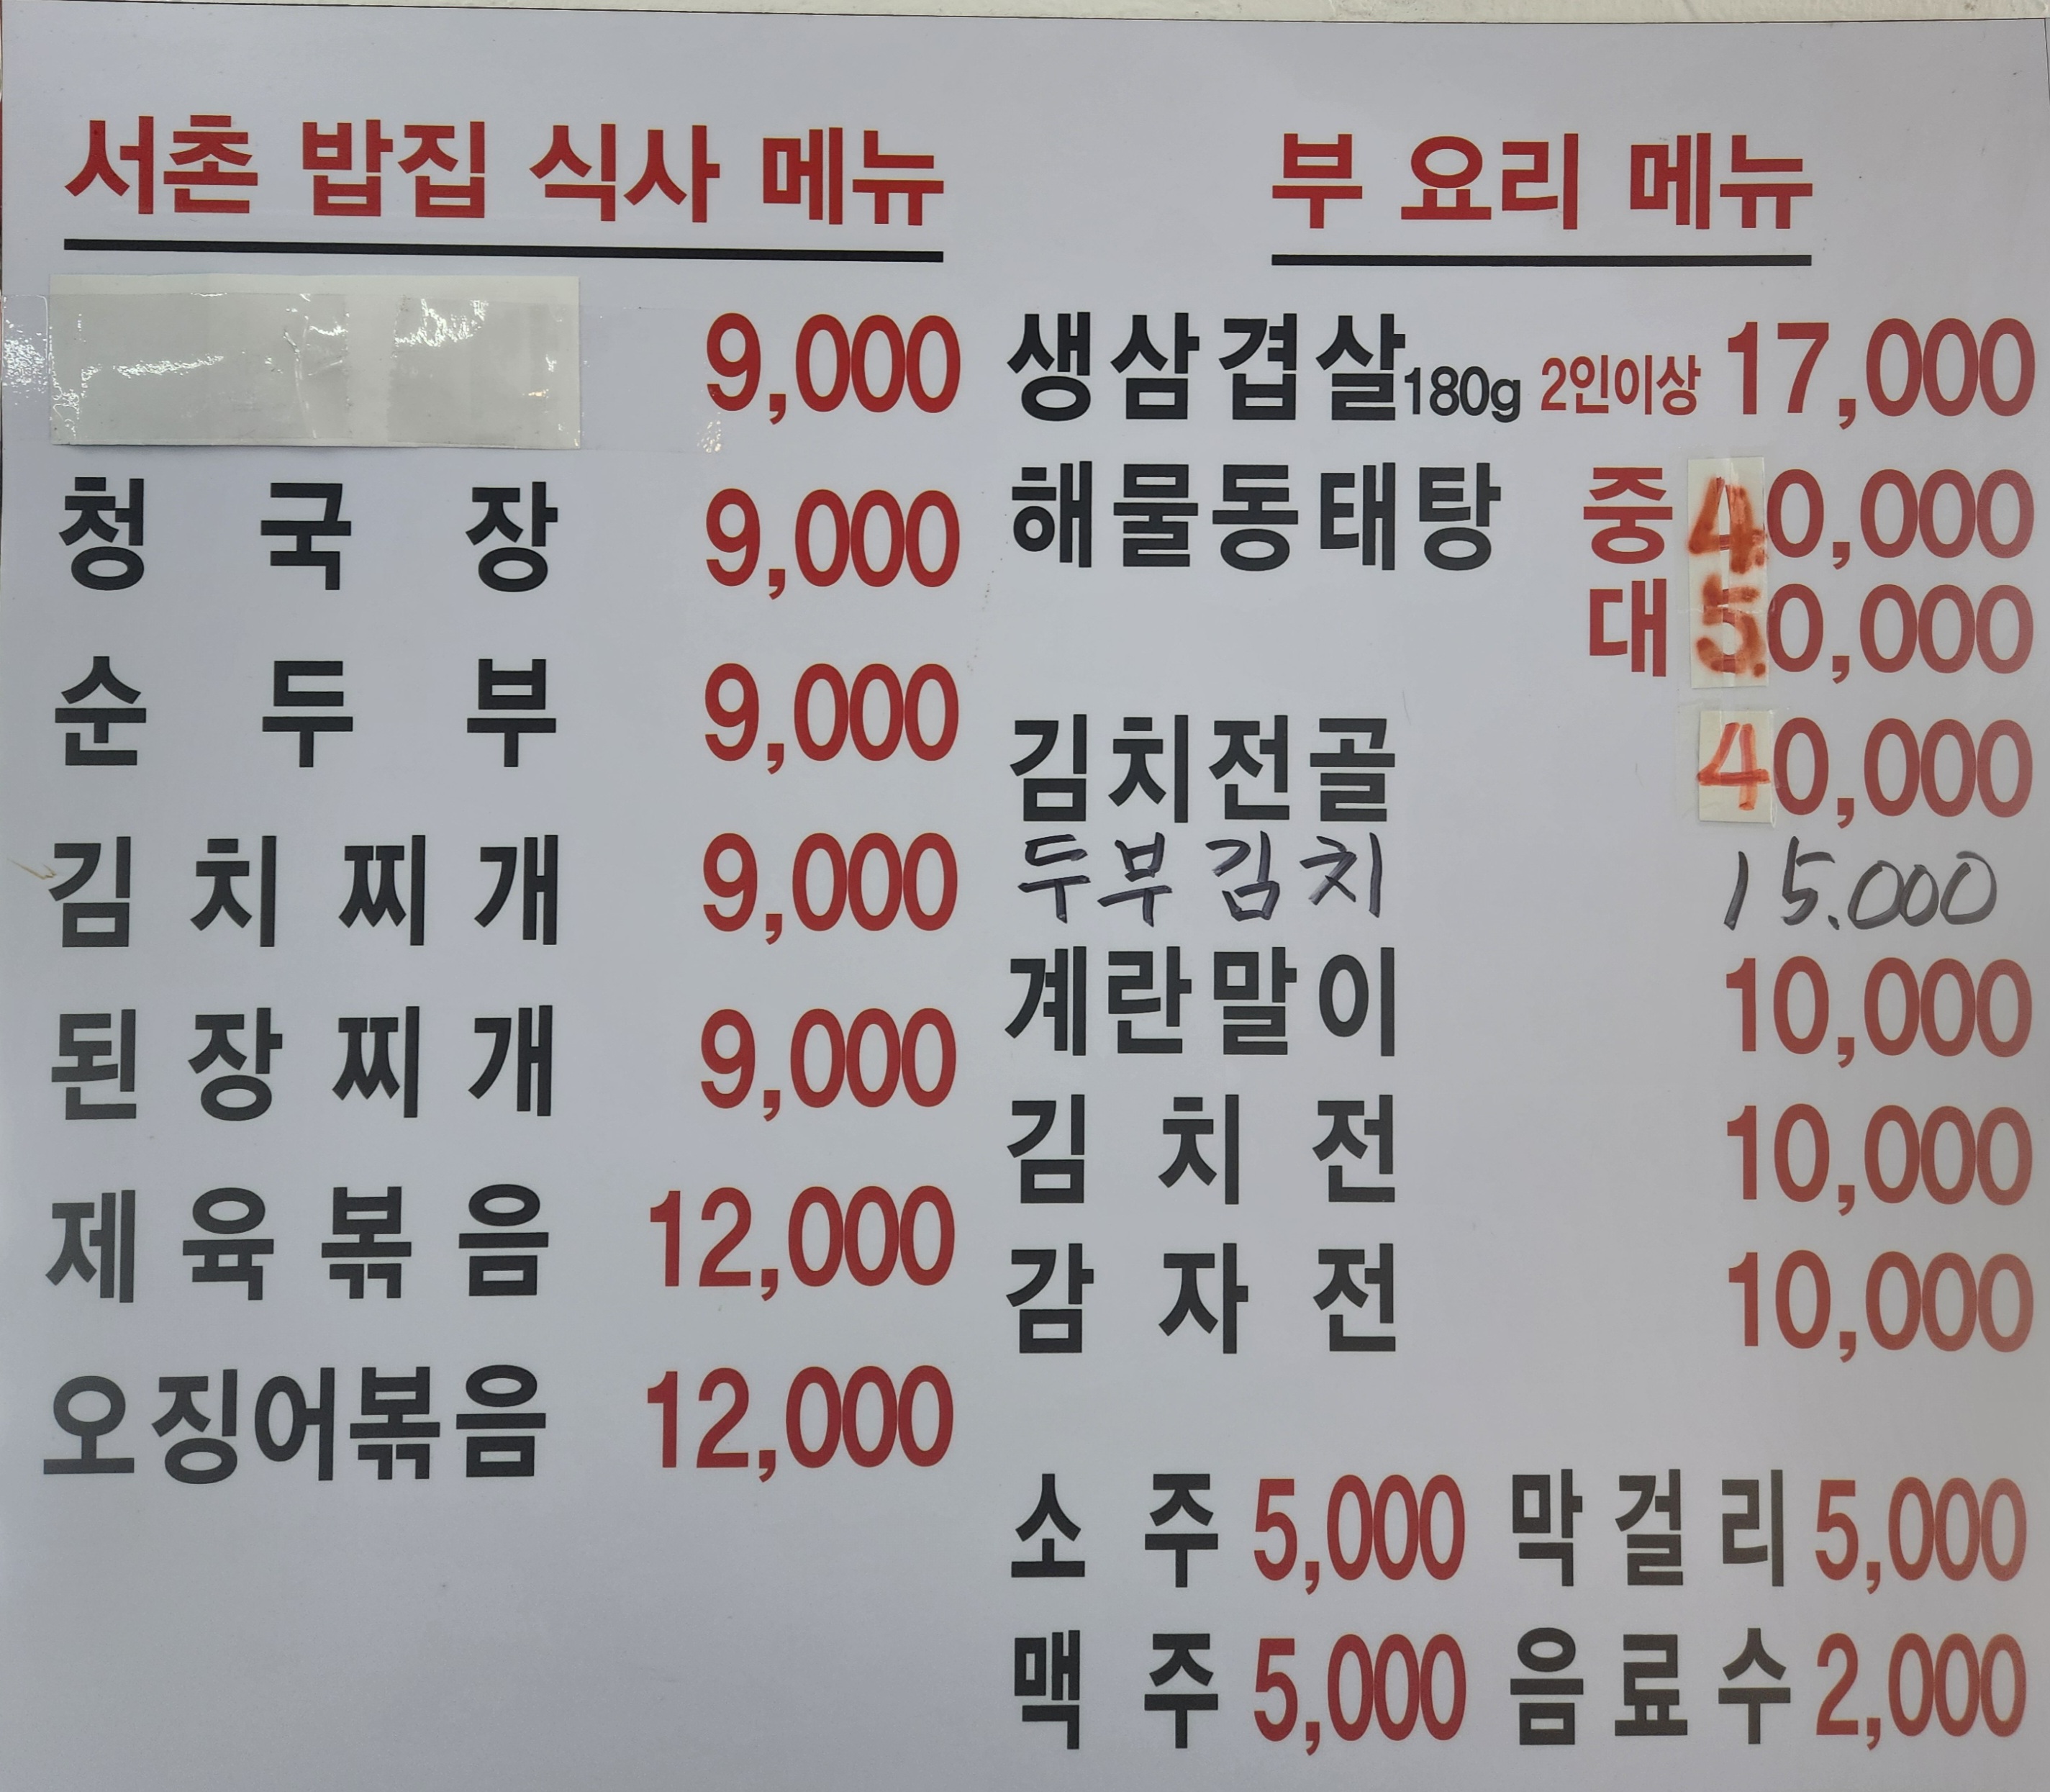 서촌 밥집 식사 메뉴
9,000
청국장 9,000
순두부 9,000
김치찌개 9,000
된장찌개 9,000
제육볶음 12,000
오징어볶음 12,000
부 요리 메뉴
생삼겹살180g 2인이상 17,000
해물동태탕 중 40,000
대 50,000
김치전골 40,000
두부김치 15.000
계란말이 10,000
김치전 10,000
감자전 10,000
소주 5,000 막걸리 5,000
맥주 5,000 음료수 2,000